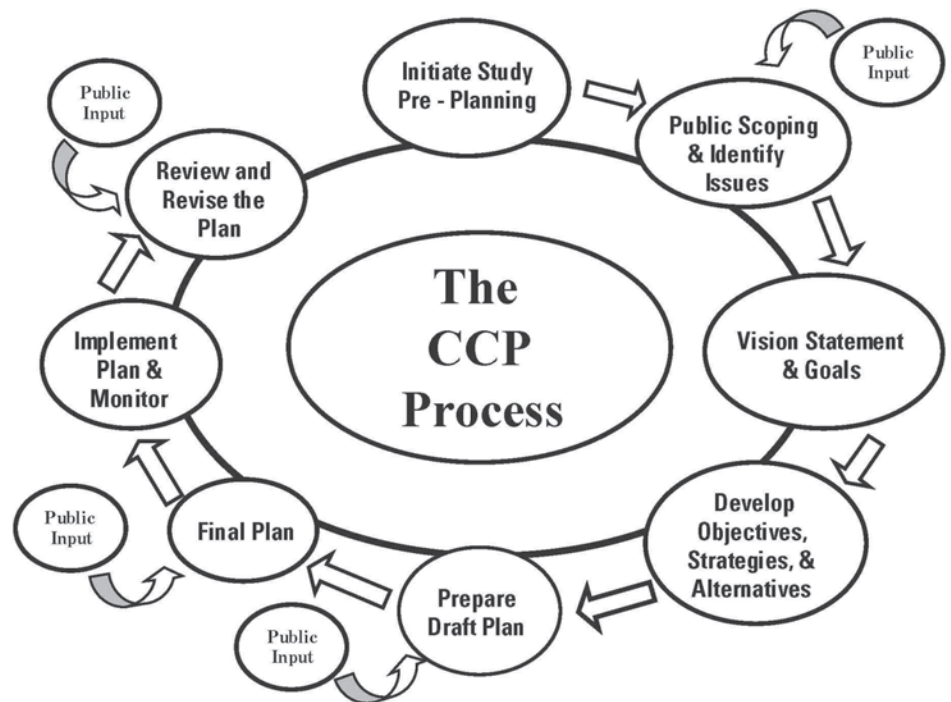 Initiate Study
Pre - Planning
Public
Input
Public Scoping
& Identify
Issues
Vision Statement
& Goals
Develop
Objectives,
Strategies, &
Alternatives
Prepare
Draft Plan
Public
Input
Final Plan
Public
Input
Implement
Plan &
Monitor
Review and
Revise the
Plan
Public
Input
The
CCP
Process